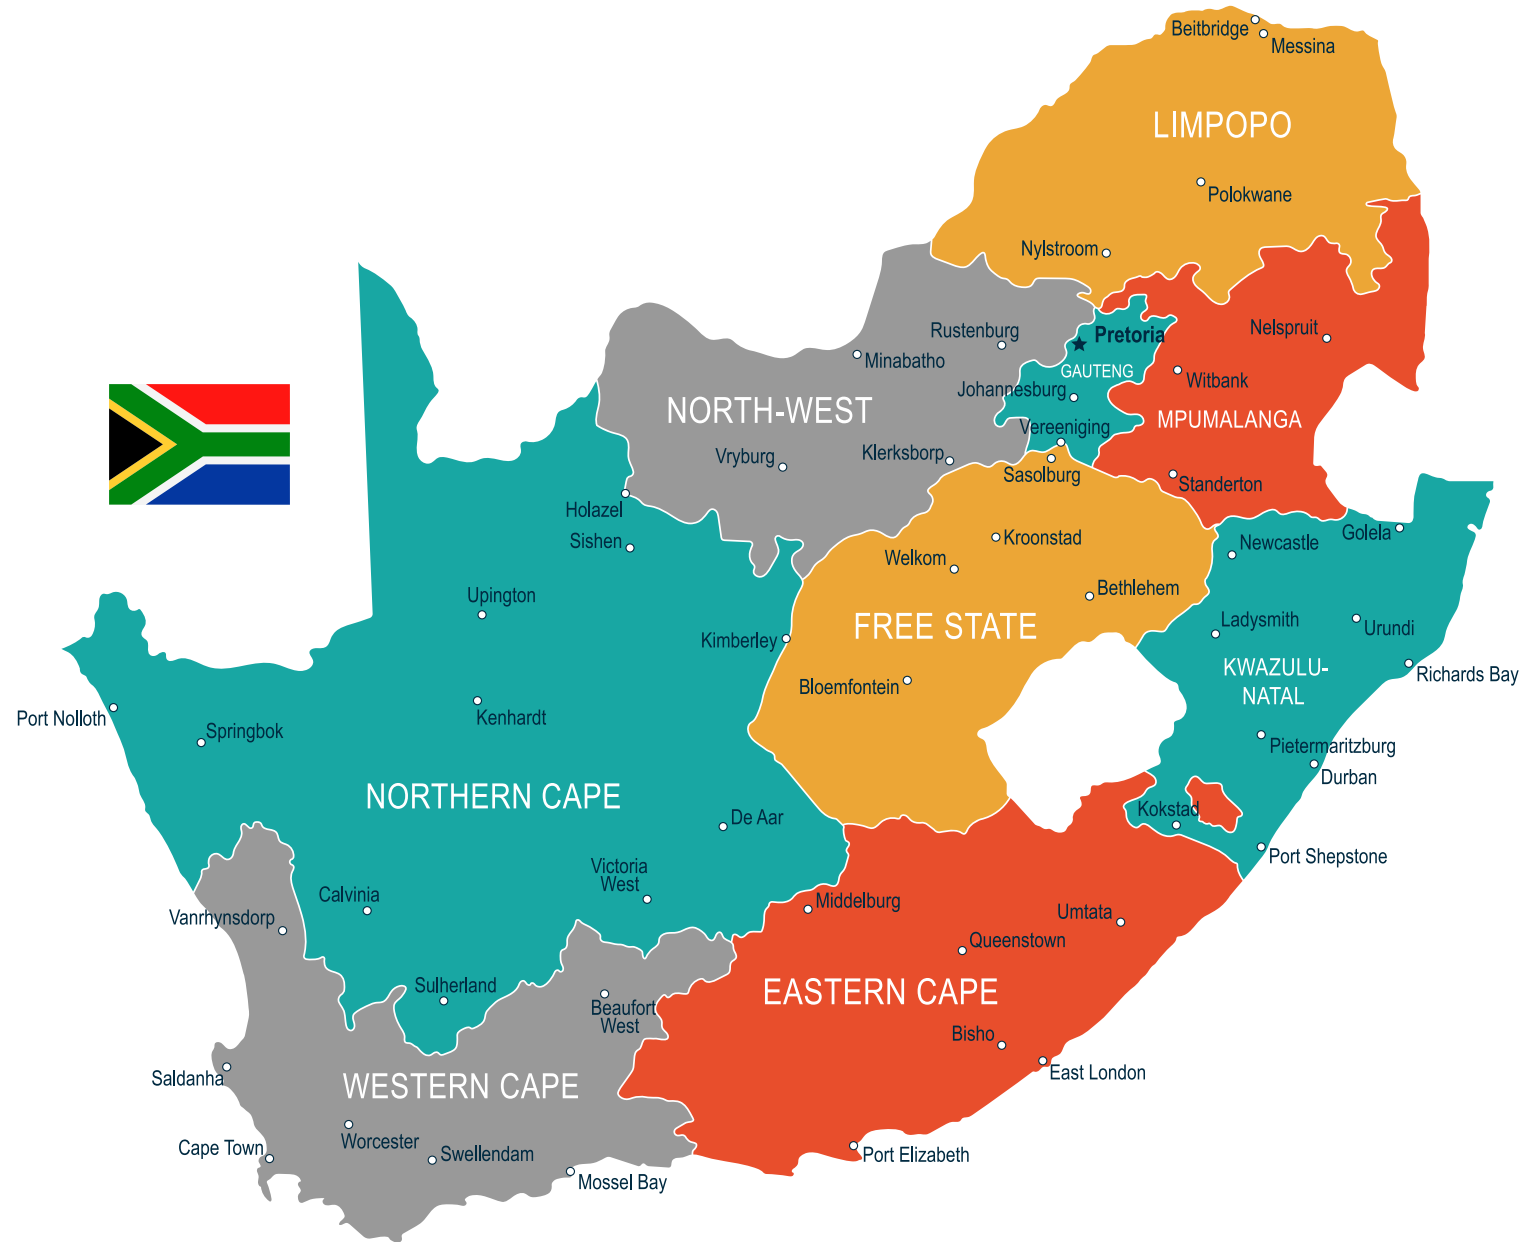 Beitbridge
Messina
LIMPOPO
Polokwane
Nylstroom
Rustenburg
Pretoria
Nelspruit
Minabatho
GAUTENG
Witbank
Johannesburg
NORTH-WEST
MPUMALANGA
Vereeniging
Vryburg
Klerksborp
Sasolburg
Standerton
Holazel
Sishen
Golela
Kroonstad
Newcastle
Welkom
Upington
Bethlehem
Kimberley
FREE STATE
Ladysmith
Urundi
KWAZULU-
NATAL
Richards Bay
Bloemfontein
Port Nolloth
Springbok
Kenhardt
Pietermaritzburg
Durban
NORTHERN CAPE
De Aar
Kokstad
Port Shepstone
Victoria
West
Calvinia
Middelburg
Vanrhynsdorp
Umtata
Queenstown
Sulherland
EASTERN CAPE
Beaufort
West
Bisho
East London
Saldanha
WESTERN CAPE
Worcester
Cape Town
Swellendam
Port Elizabeth
Mossel Bay